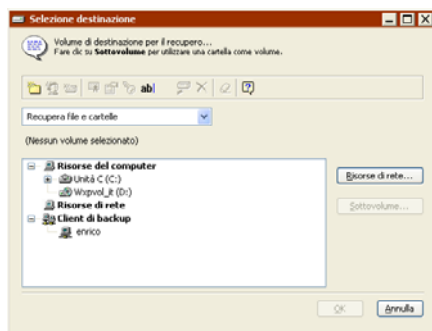 Selezione destinazione
Volume di destinazione per il recupero...
Fare clic su Sottovolume per utilizzare una cartella come volume.
ab|
Recupera file e cartelle
(Nessun volume selezionato)
Risorse del computer
Unità C (C:)
Wxpvol_it (D:)
Risorse di rete
Client di backup
enrico
Risorse di rete...
Sottovolume...
OK
Annulla